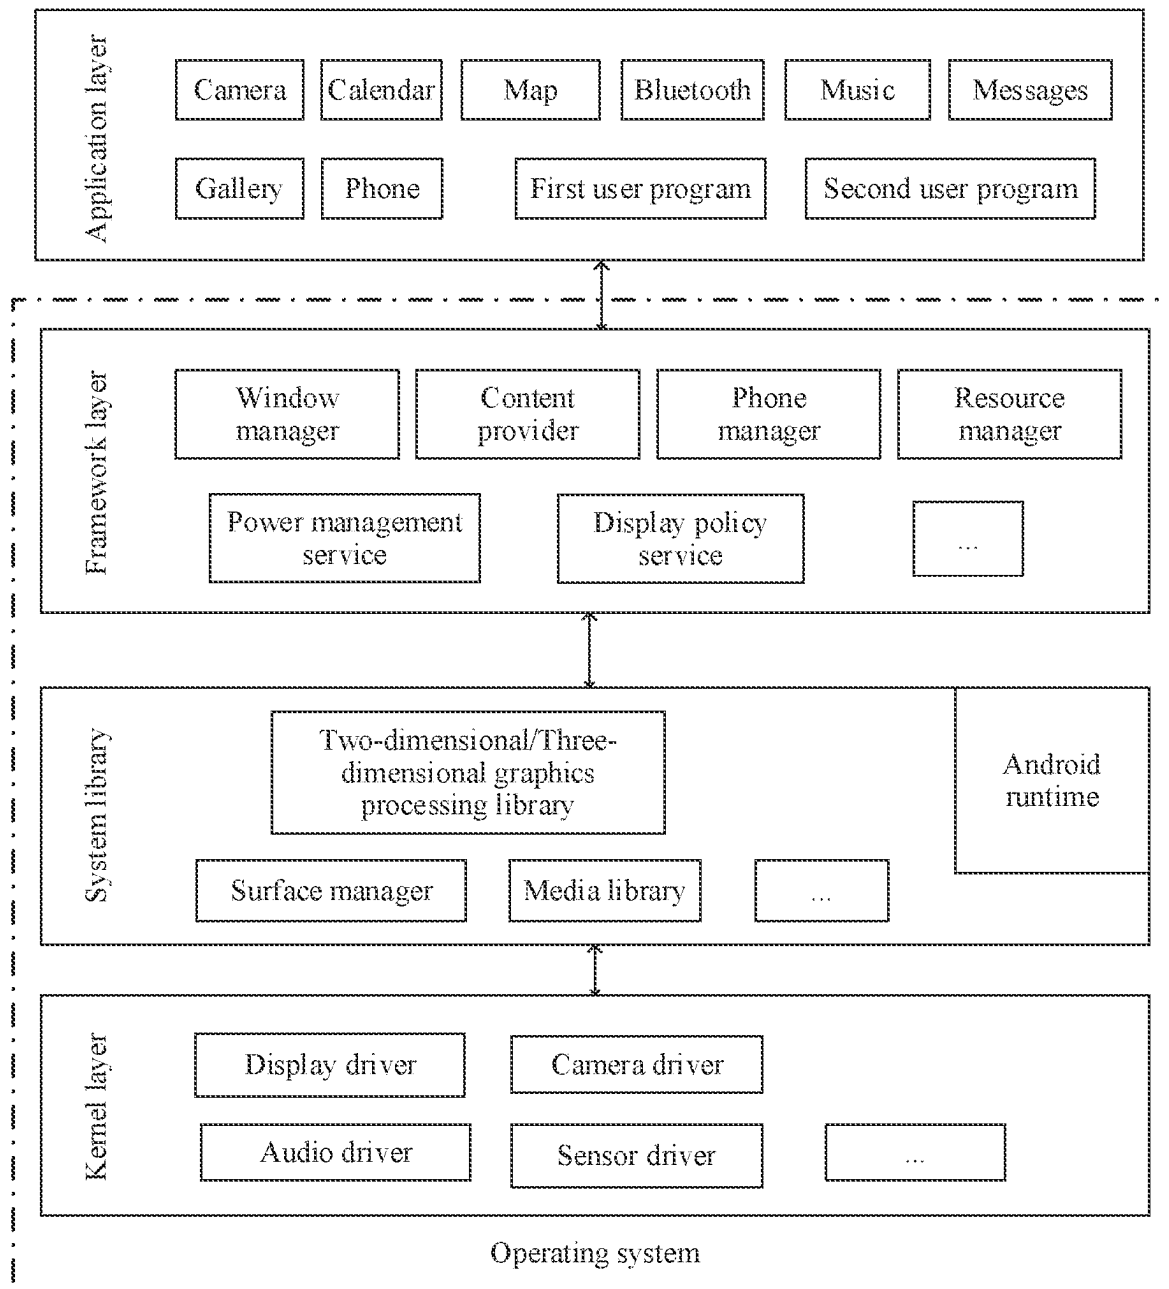 Application layer
Camera
Calendar
Map
Bluetooth
Music
Messages
Gallery
Phone
First user program
Second user program
Framework layer
Window
manager
Content
provider
Phone
manager
Resource
manager
Power management
service
Display policy
service
...
System library
Two-dimensional/Three-
dimensional graphics
processing library
Android
runtime
Surface manager
Media library
...
Kernel layer
Display driver
Camera driver
Audio driver
Sensor driver
...
Operating system